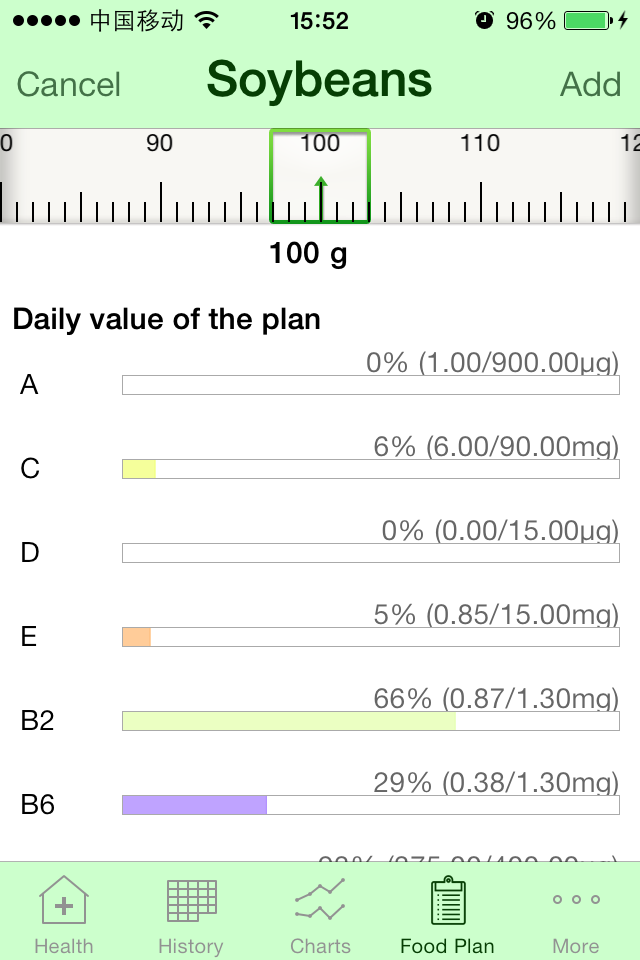 中国移动 15:52 96%
Cancel Soybeans Add
90 100 110
100 g
Daily value of the plan
0% (1.00/900.00µg)
A
6% (6.00/90.00mg)
C
0% (0.00/15.00µg)
D
5% (0.85/15.00mg)
E
66% (0.87/1.30mg)
B2
29% (0.38/1.30mg)
B6
Health History Charts Food Plan More